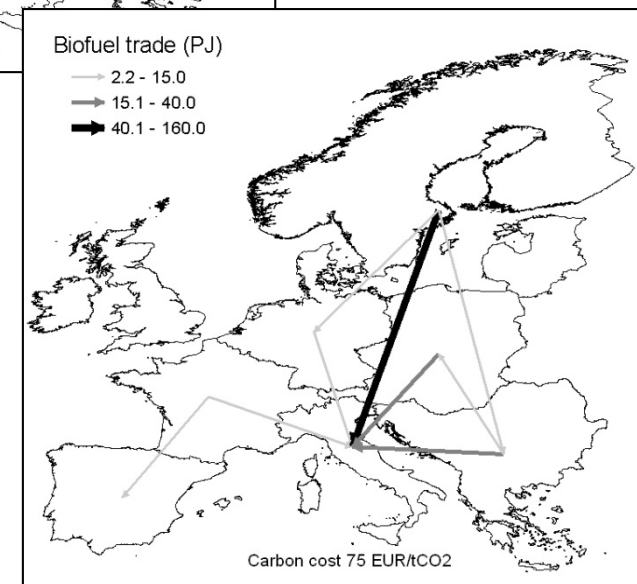 Biofuel trade (PJ)
2.2 - 15.0
15.1 - 40.0
40.1 - 160.0
Carbon cost 75 EUR/tCO2